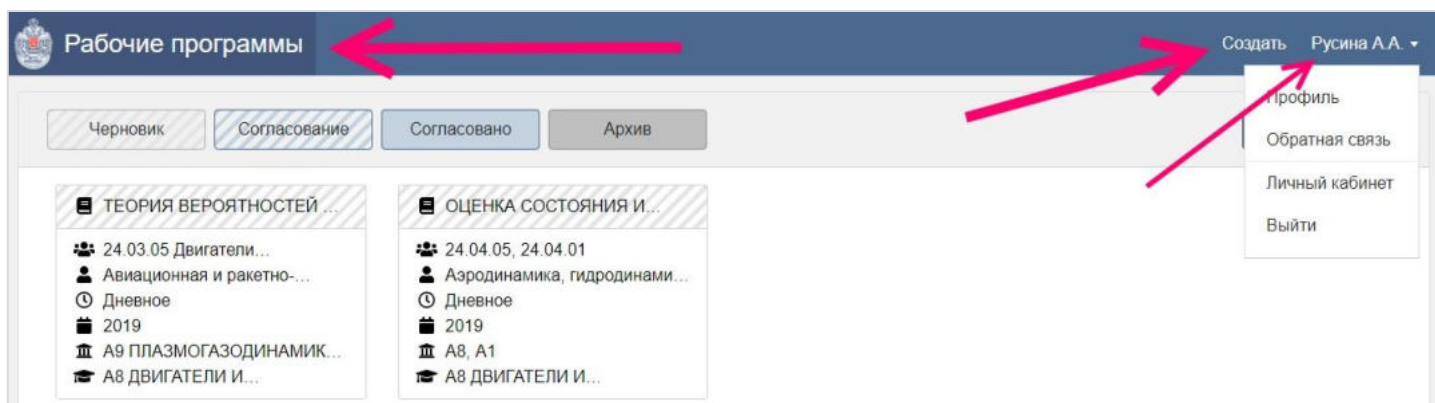 Рабочие программы
Создать Русина А.А.
Профиль
Обратная связь
Личный кабинет
Выйти
Черновик Согласование Согласовано Архив
ТЕОРИЯ ВЕРОЯТНОСТЕЙ ...
24.03.05 Двигатели...
Авиационная и ракетно-...
Дневное
2019
А9 ПЛАЗМОГАЗОДИНАМИК...
А8 ДВИГАТЕЛИ И...
ОЦЕНКА СОСТОЯНИЯ И...
24.04.05, 24.04.01
Аэродинамика, гидродинами...
Дневное
2019
А8, А1
А8 ДВИГАТЕЛИ И...